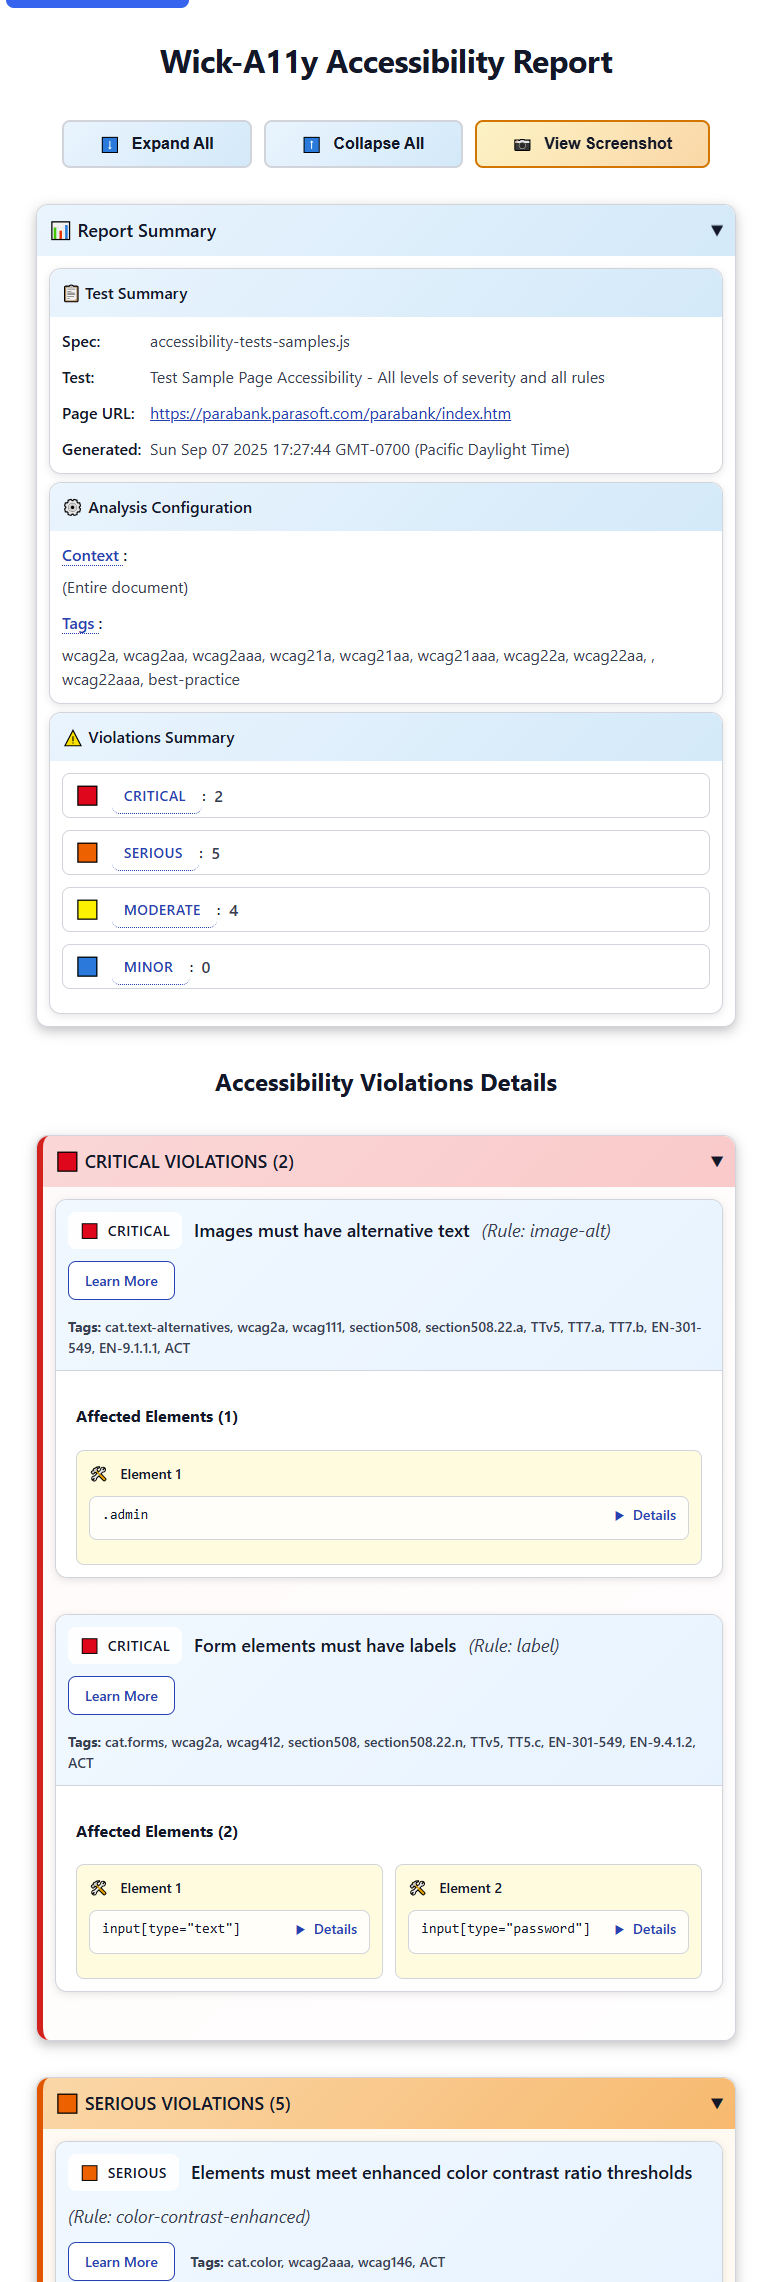 Wick-A11y Accessibility Report
Expand All
Collapse All
View Screenshot
Report Summary
Test Summary
Spec: accessibility-tests-samples.js
Test: Test Sample Page Accessibility - All levels of severity and all rules
Page URL: https://parabank.parasoft.com/parabank/index.htm
Generated: Sun Sep 07 2025 17:27:44 GMT-0700 (Pacific Daylight Time)
Analysis Configuration
Context :
(Entire document)
Tags :
wcag2a, wcag2aa, wcag2aaa, wcag21a, wcag21aa, wcag21aaa, wcag22a, wcag22aa, ,
wcag22aaa, best-practice
Violations Summary
CRITICAL : 2
SERIOUS : 5
MODERATE : 4
MINOR : 0
Accessibility Violations Details
CRITICAL VIOLATIONS (2)
CRITICAL Images must have alternative text (Rule: image-alt)
Learn More
Tags: cat.text-alternatives, wcag2a, wcag111, section508, section508.22.a, TTv5, TT7.a, TT7.b, EN-301-
549, EN-9.1.1.1, ACT
Affected Elements (1)
Element 1
.admin Details
CRITICAL Form elements must have labels (Rule: label)
Learn More
Tags: cat.forms, wcag2a, wcag412, section508, section508.22.n, TTv5, TT5.c, EN-301-549, EN-9.4.1.2,
ACT
Affected Elements (2)
Element 1
input[type="text"] Details
Element 2
input[type="password"] Details
SERIOUS VIOLATIONS (5)
SERIOUS Elements must meet enhanced color contrast ratio thresholds
(Rule: color-contrast-enhanced)
Learn More Tags: cat.color, wcag2aaa, wcag146, ACT